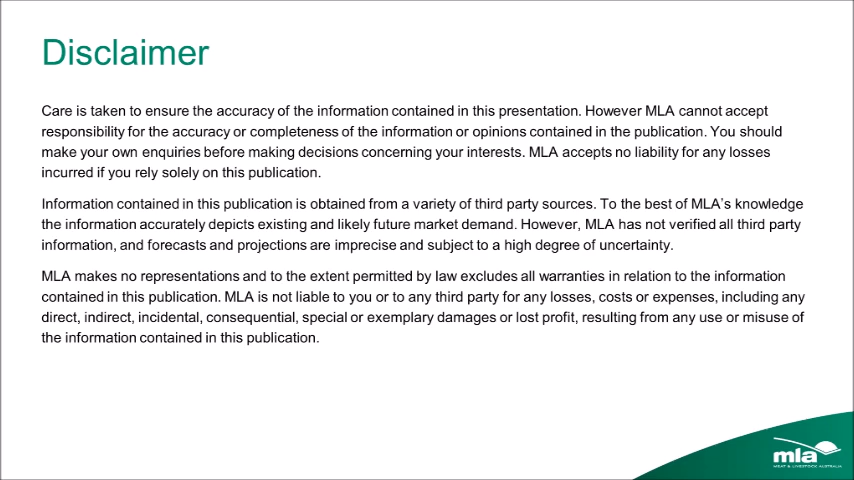 Disclaimer
Care is taken to ensure the accuracy of the information contained in this presentation. However MLA cannot accept
responsibility for the accuracy or completeness of the information or opinions contained in the publication. You should
make your own enquiries before making decisions concerning your interests. MLA accepts no liability for any losses
incurred if you rely solely on this publication.
Information contained in this publication is obtained from a variety of third party sources. To the best of MLA's knowledge
the information accurately depicts existing and likely future market demand. However, MLA has not verified all third party
information, and forecasts and projections are imprecise and subject to a high degree of uncertainty.
MLA makes no representations and to the extent permitted by law excludes all warranties in relation to the information
contained in this publication. MLA is not liable to you or to any third party for any losses, costs or expenses, including any
direct, indirect, incidental, consequential, special or exemplary damages or lost profit, resulting from any use or misuse of
the information contained in this publication.
mla
MEAT & LIVESTOCK AUSTRALIA